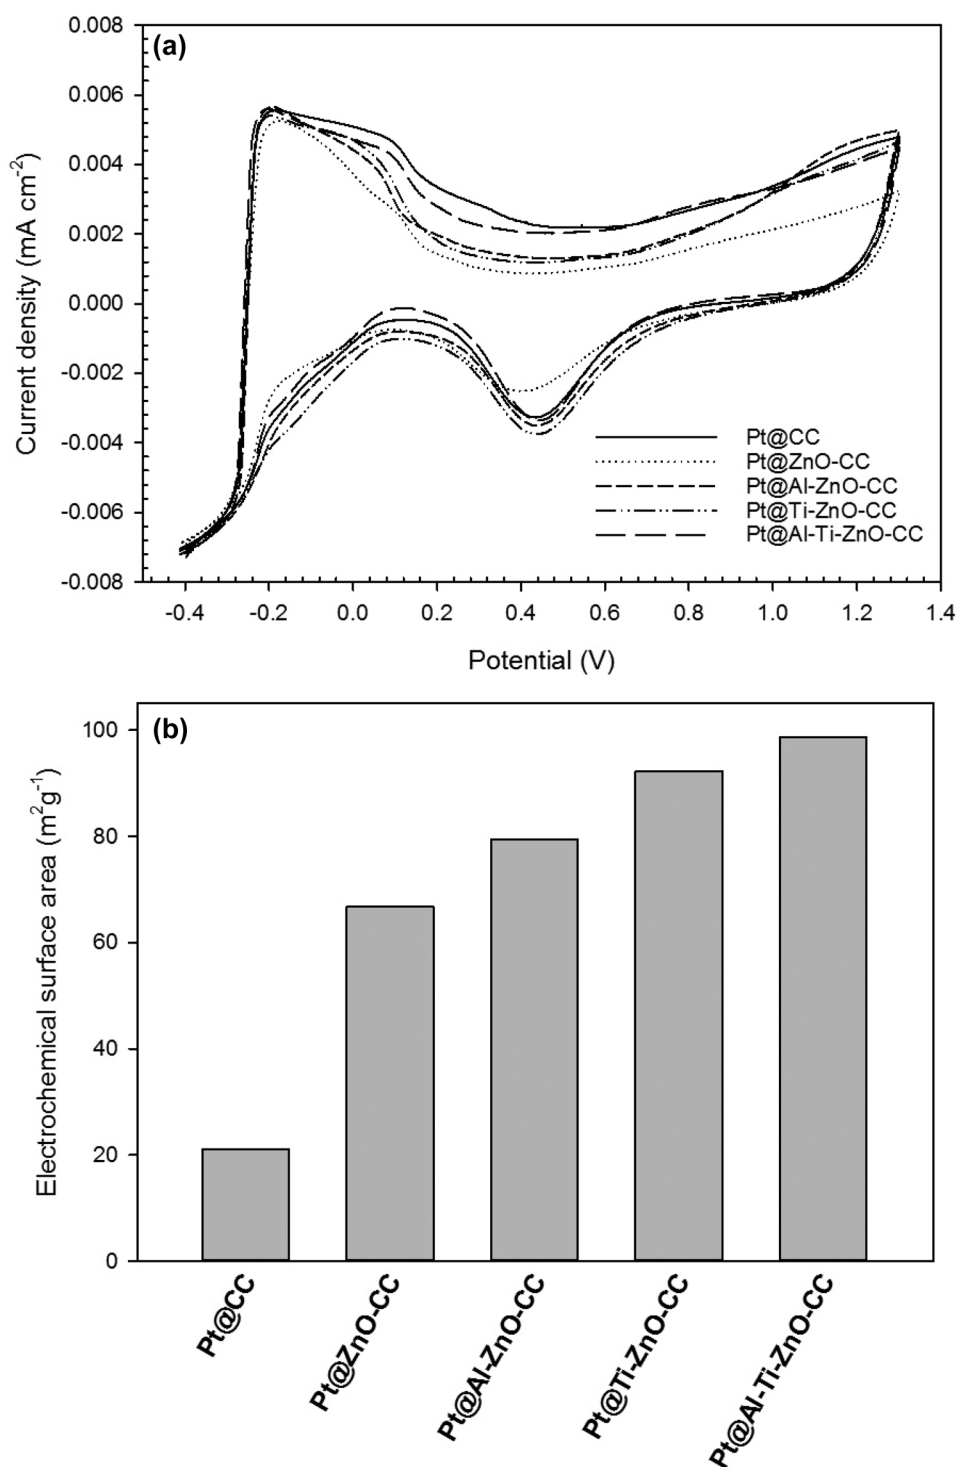 (a)
0.008
0.006
0.004
0.002
0.000
-0.002
-0.004
-0.006
-0.008
Current density (mA cm-2)
Pt@CC
Pt@ZnO-CC
Pt@Al-ZnO-CC
Pt@Ti-ZnO-CC
Pt@Al-Ti-ZnO-CC
-0.4 -0.2 0.0 0.2 0.4 0.6 0.8 1.0 1.2 1.4
Potential (V)
(b)
100
80
60
40
20
0
Electrochemical surface area (m2g-1)
Pt@CC
Pt@ZnO-CC
Pt@Al-ZnO-CC
Pt@Ti-ZnO-CC
Pt@Al-Ti-ZnO-CC